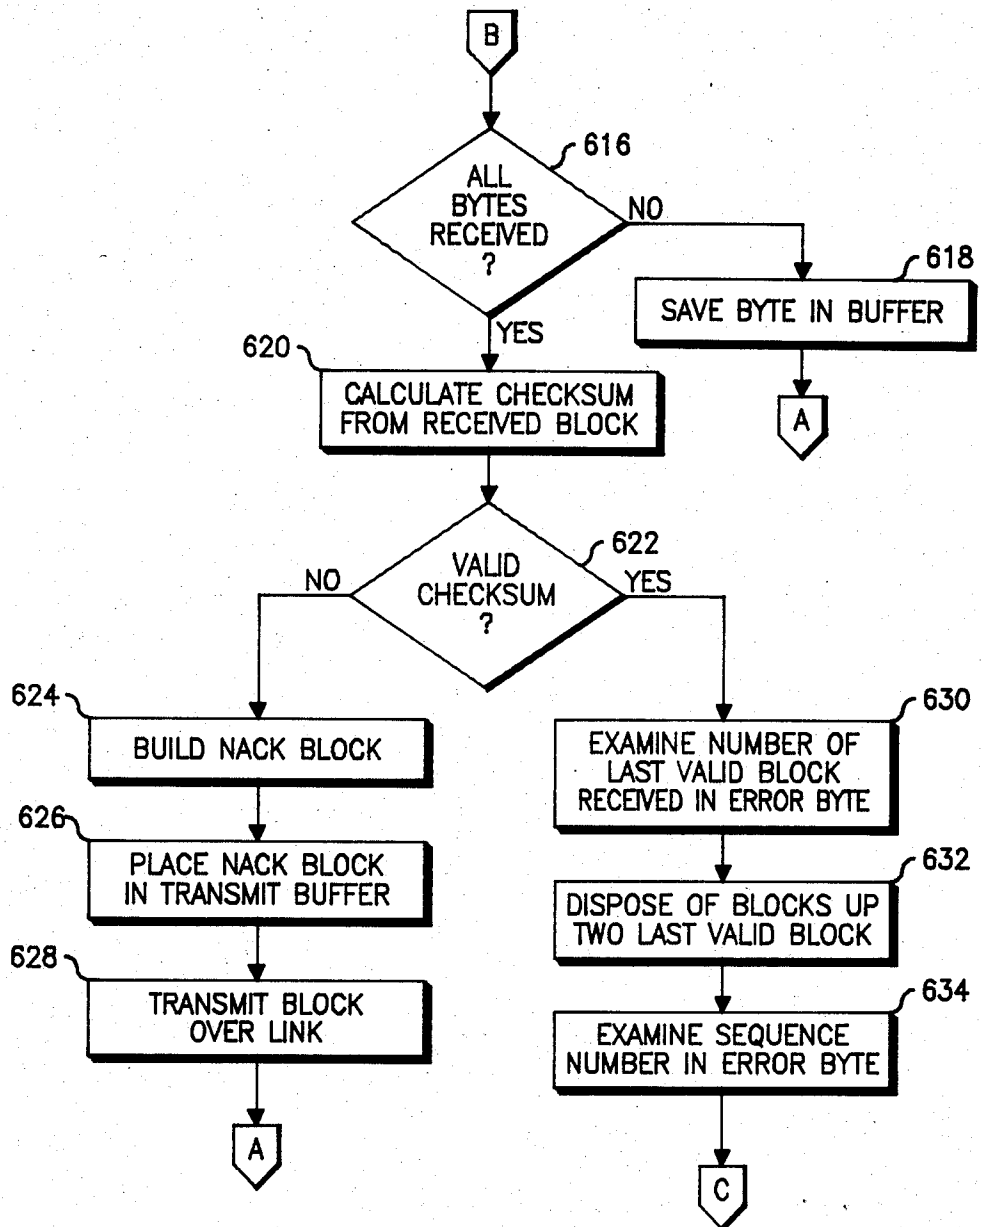 B
616
ALL
BYTES
RECEIVED
?
NO
YES
618
SAVE BYTE IN BUFFER
A
620
CALCULATE CHECKSUM
FROM RECEIVED BLOCK
622
VALID
CHECKSUM
?
NO
YES
624
BUILD NACK BLOCK
626
PLACE NACK BLOCK
IN TRANSMIT BUFFER
628
TRANSMIT BLOCK
OVER LINK
A
630
EXAMINE NUMBER OF
LAST VALID BLOCK
RECEIVED IN ERROR BYTE
632
DISPOSE OF BLOCKS UP
TWO LAST VALID BLOCK
634
EXAMINE SEQUENCE
NUMBER IN ERROR BYTE
C